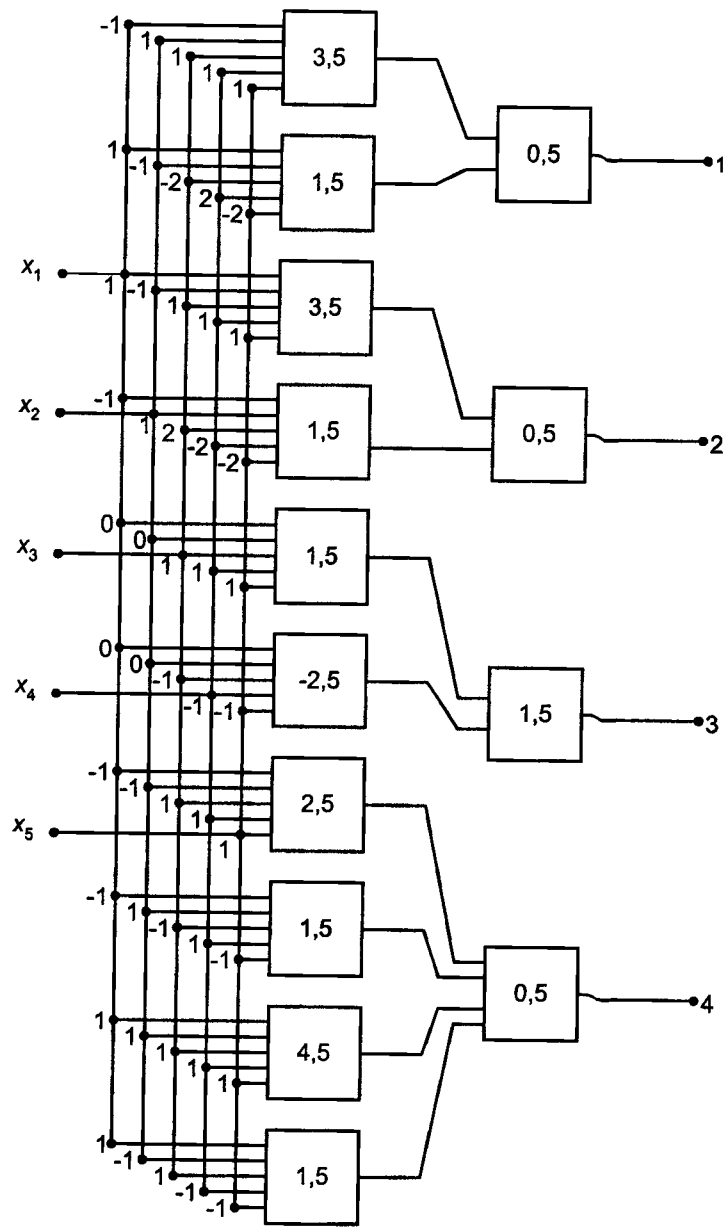 -1 1 1 1 1 3,5
0,5 1
1 -1 -2 2 -2 1,5
x1 1 -1 1 1 1 3,5
x2 -1 1 2 -2 -2 1,5
0,5 2
x3 0 0 1 1 1 1,5
x4 0 0 -1 -1 -1 -2,5
1,5 3
x5 -1 -1 1 1 1 2,5
-1 1 -1 1 -1 1,5
0,5 4
1 1 1 1 1 4,5
1 -1 1 -1 -1 1,5